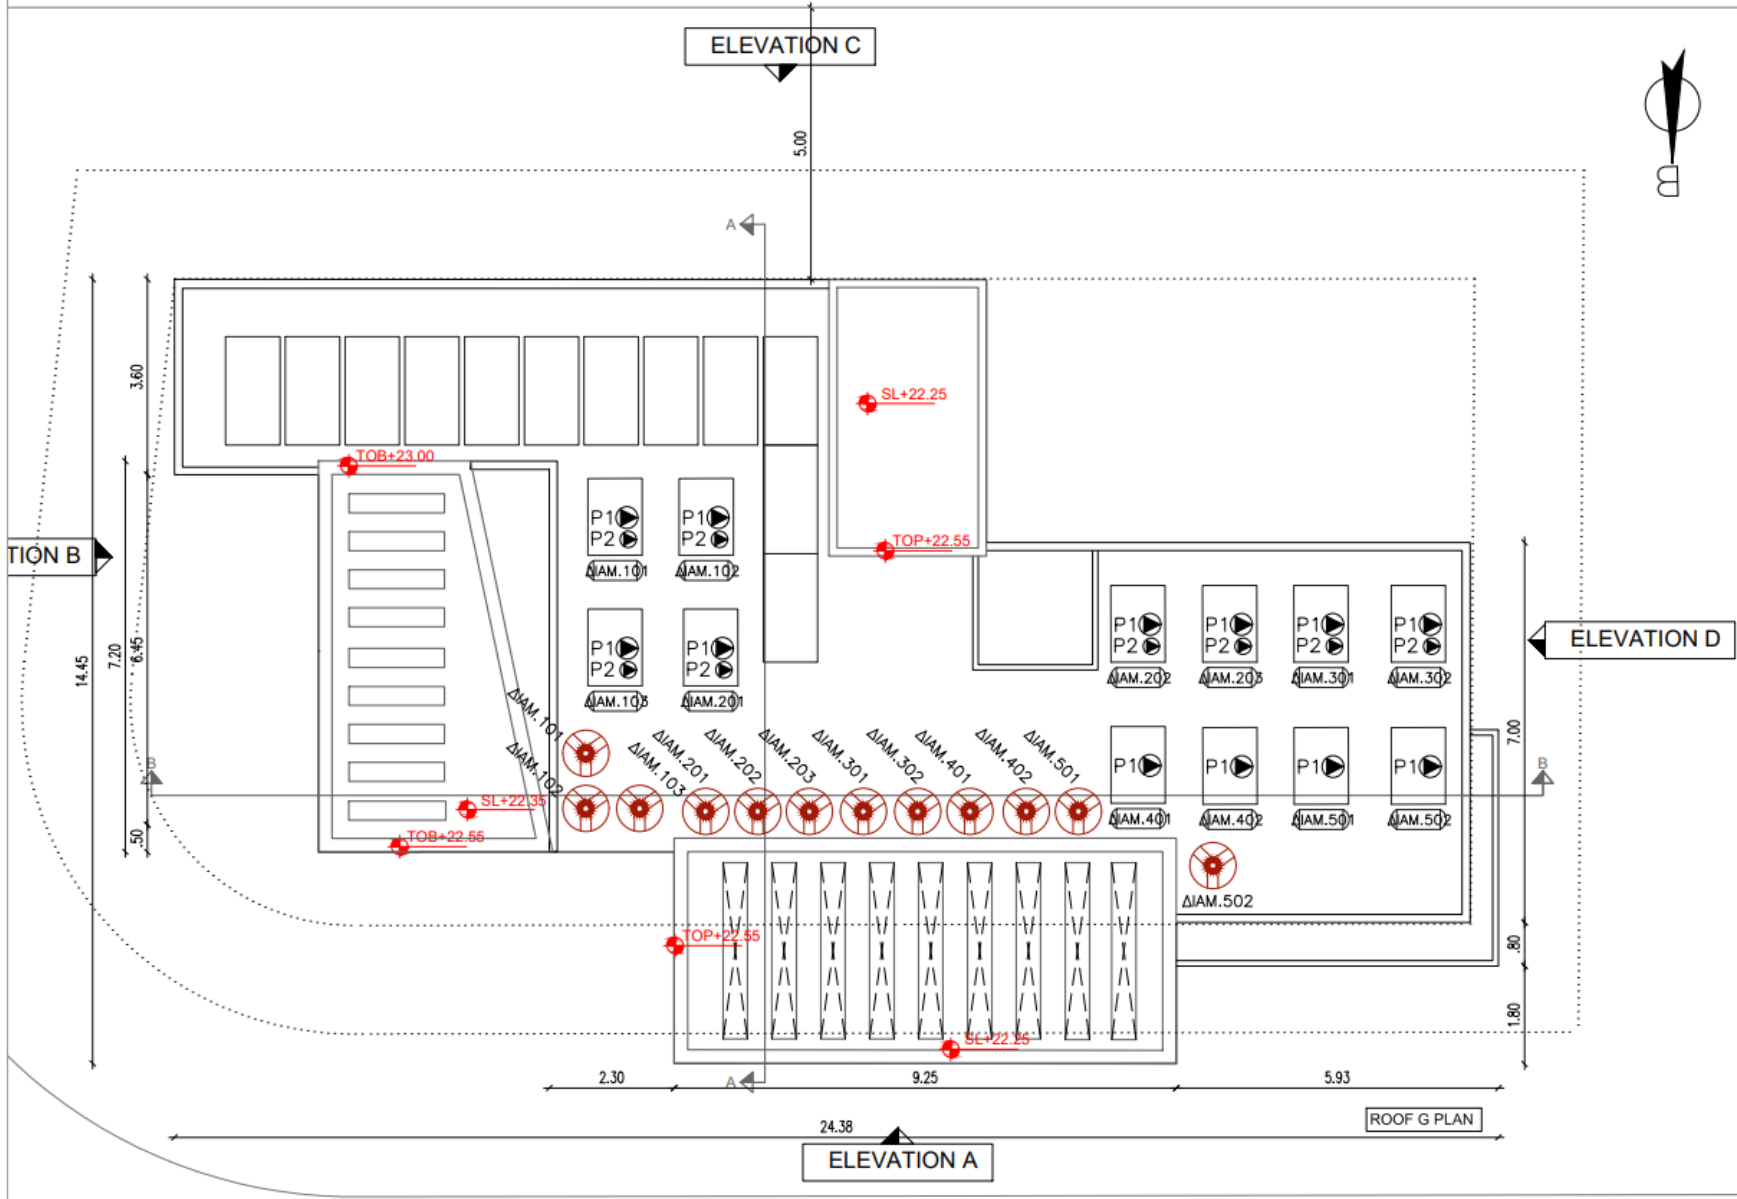 ELEVATION C
5.00
B
A
3.60
SL+22.25
TOB+23.00
TOP+22.55
P1 P1
P2 P2
TION B
ΔIAM.101 ΔIAM.102
P1 P1 P1 P1
P2 P2 P2 P2
ELEVATION D
P1 P1
P2 P2
14.45
7.20
6.45
ΔIAM.202 ΔIAM.203 ΔIAM.301 ΔIAM.302
ΔIAM.103 ΔIAM.201
7.00
ΔIAM.101
ΔIAM.102
ΔIAM.103
ΔIAM.201
ΔIAM.202
ΔIAM.203
ΔIAM.301
ΔIAM.302
ΔIAM.401
ΔIAM.402
ΔIAM.501
P1 P1 P1 P1
B B
SL+22.35
ΔIAM.401 ΔIAM.402 ΔIAM.501 ΔIAM.502
.50
TOB+22.55
ΔIAM.502
TOP+22.55
.80
1.80
SL+22.25
A
2.30 9.25 5.93
ROOF G PLAN
24.38
ELEVATION A